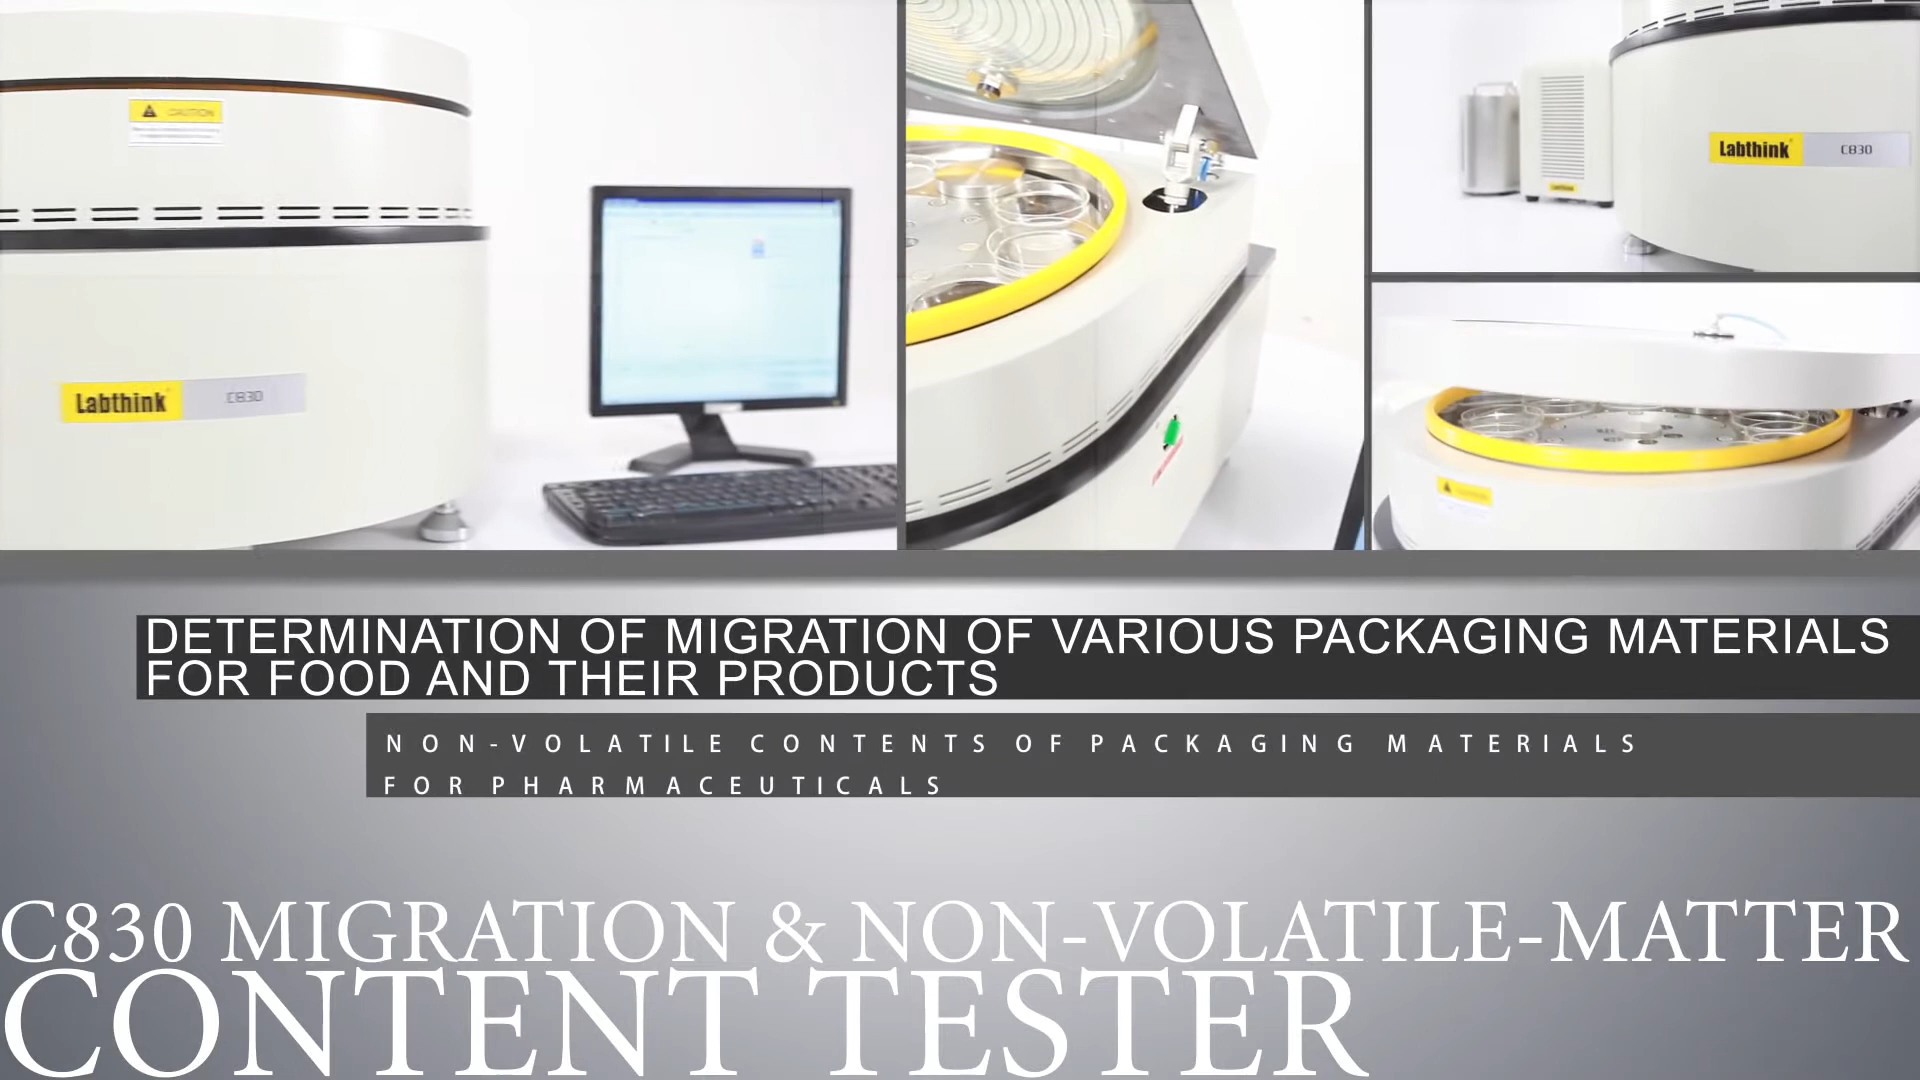 CAUTION
Labthink C830
Labthink C830
DETERMINATION OF MIGRATION OF VARIOUS PACKAGING MATERIALS
FOR FOOD AND THEIR PRODUCTS
NON-VOLATILE CONTENTS OF PACKAGING MATERIALS
FOR PHARMACEUTICALS
C830 MIGRATION & NON-VOLATILE-MATTER
CONTENT TESTER